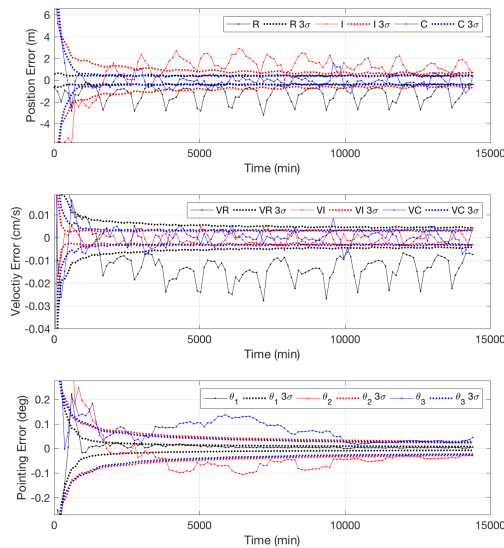 R R 3σ I I 3σ C C 3σ
Position Error (m)
6
4
2
0
-2
-4
0 5000 10000 15000
Time (min)
VR VR 3σ VI VI 3σ VC VC 3σ
Veloctiy Error (cm/s)
0.01
0
-0.01
-0.02
-0.03
-0.04
0 5000 10000 15000
Time (min)
θ1 θ1 3σ θ2 θ2 3σ θ3 θ3 3σ
Pointing Error (deg)
0.2
0.1
0
-0.1
-0.2
0 5000 10000 15000
Time (min)